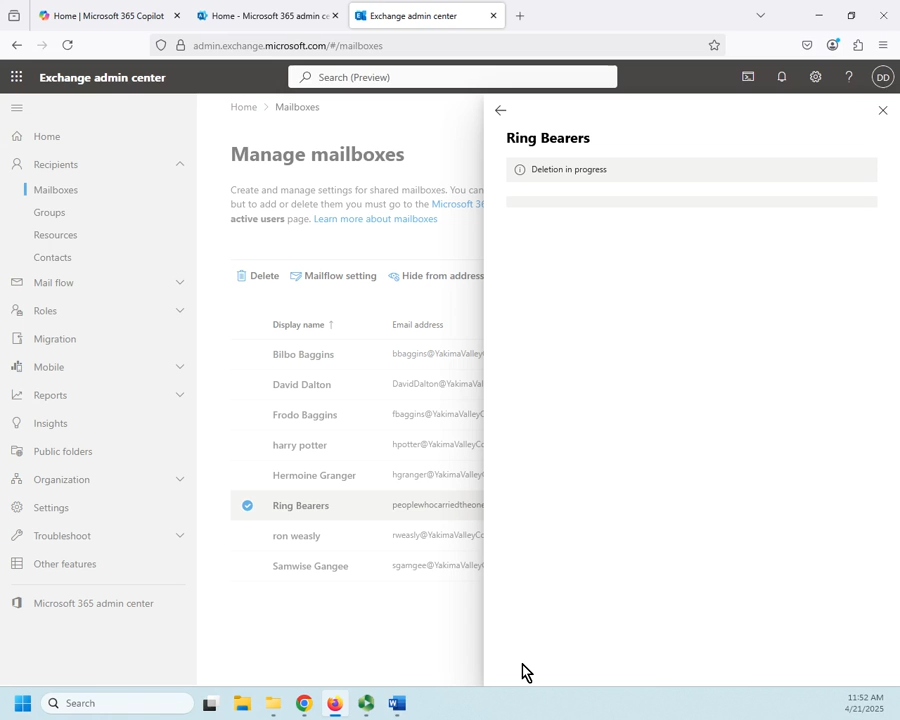 Home | Microsoft 365 Copilot
Home - Microsoft 365 admin ce
Exchange admin center
admin.exchange.microsoft.com/#/mailboxes
Exchange admin center
Search (Preview)
DD
Home
Recipients
Mailboxes
Groups
Resources
Contacts
Mail flow
Roles
Migration
Mobile
Reports
Insights
Public folders
Organization
Settings
Troubleshoot
Other features
Microsoft 365 admin center
Home > Mailboxes
Manage mailboxes
Create and manage settings for shared mailboxes. You can
but to add or delete them you must go to the Microsoft 36
active users page. Learn more about mailboxes
Delete Mailflow setting Hide from address
Display name ↑ Email address
Bilbo Baggins bbaggins@YakimaValleyC
David Dalton DavidDalton@YakimaValle
Frodo Baggins fbaggins@YakimaValleyC
harry potter hpotter@YakimaValleyCo
Hermoine Granger hgranger@YakimaValleyC
Ring Bearers peoplewhocarriedtheone
ron weasly rweasly@YakimaValleyCo
Samwise Gangee sgamgee@YakimaValleyC
Ring Bearers
Deletion in progress
Search
11:52 AM
4/21/2025